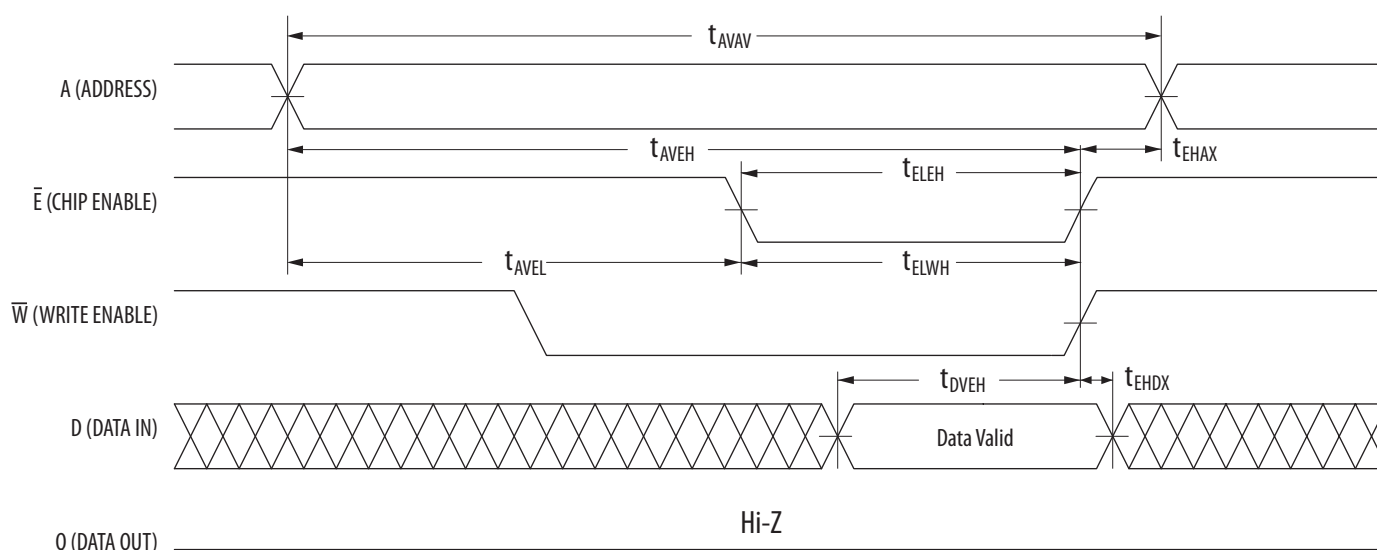 tAVAV
A (ADDRESS)
tAVEH
tEHAX
tELEH
E̅ (CHIP ENABLE)
tAVEL
tELWH
W̅ (WRITE ENABLE)
tDVEH
tEHDX
D (DATA IN)
Data Valid
Hi-Z
Q (DATA OUT)